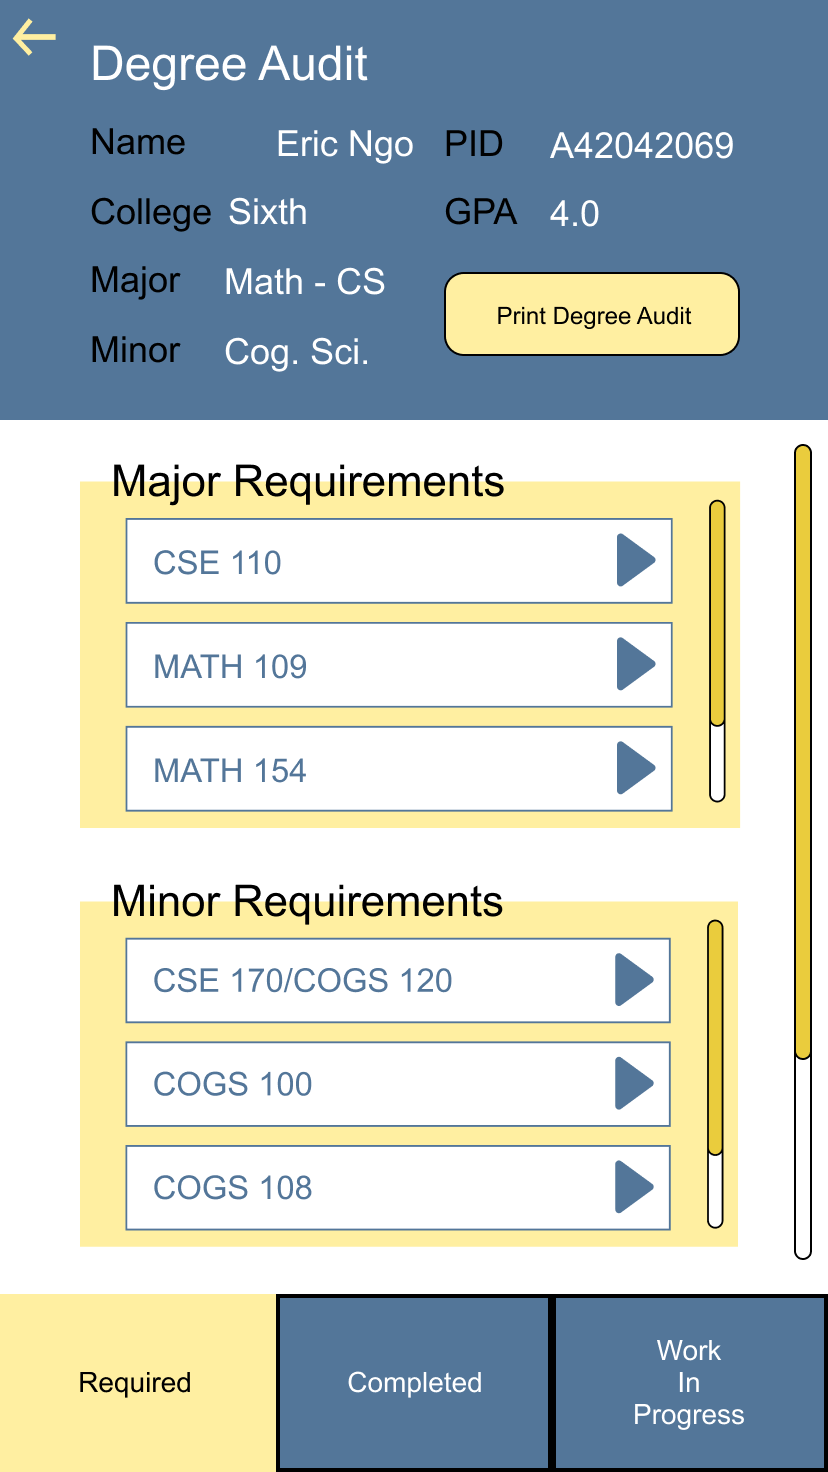 Degree Audit
Name Eric Ngo PID A42042069
College Sixth GPA 4.0
Major Math - CS
Print Degree Audit
Minor Cog. Sci.
Major Requirements
CSE 110
MATH 109
MATH 154
Minor Requirements
CSE 170/COGS 120
COGS 100
COGS 108
Required
Completed
Work
In
Progress